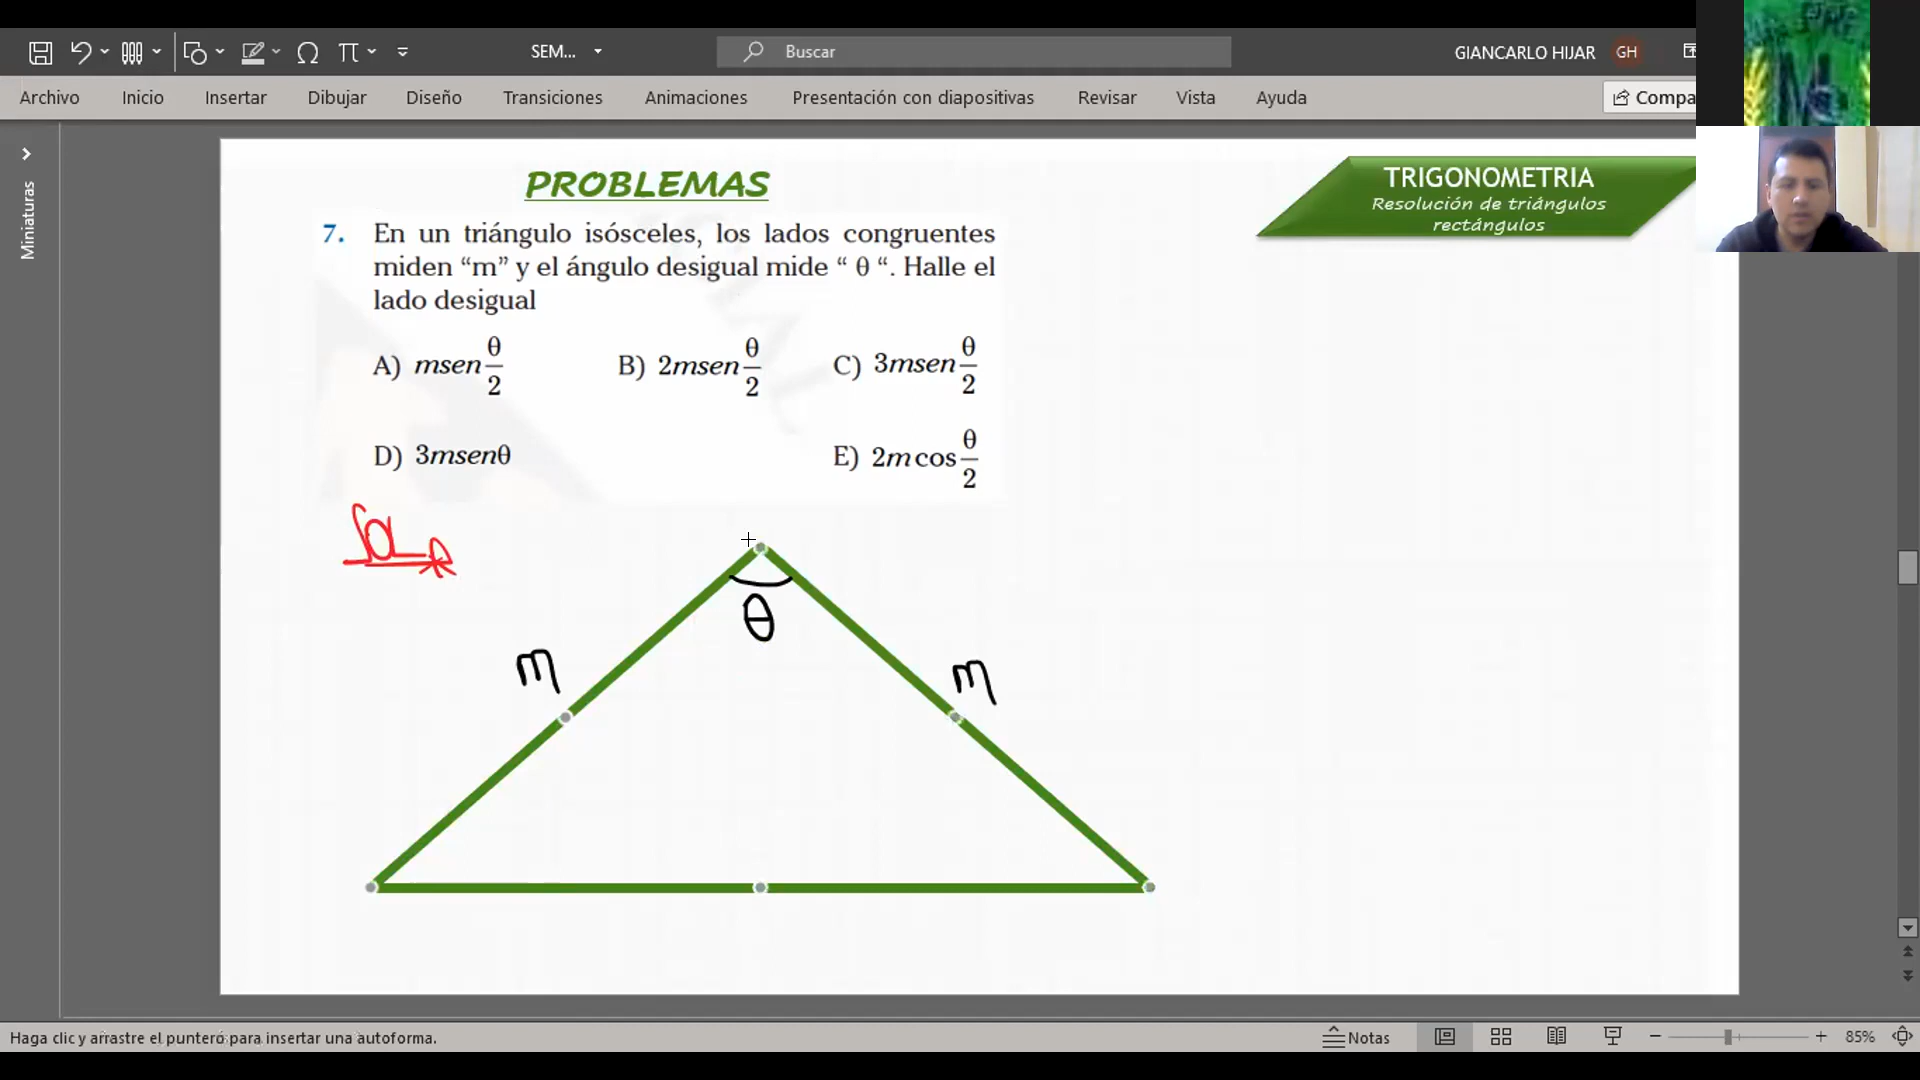 SEM...
Buscar
GIANCARLO HIJAR
GH
Archivo
Inicio
Insertar
Dibujar
Diseño
Transiciones
Animaciones
Presentación con diapositivas
Revisar
Vista
Ayuda
Compa
Miniaturas
PROBLEMAS
TRIGONOMETRIA
Resolución de triángulos
rectángulos
7. En un triángulo isósceles, los lados congruentes
miden “m” y el ángulo desigual mide “ θ “. Halle el
lado desigual
A) msen θ/2 B) 2msen θ/2 C) 3msen θ/2
D) 3msenθ E) 2m cos θ/2
θ
m
m
Haga clic y arrastre el puntero para insertar una autoforma.
Notas
85%